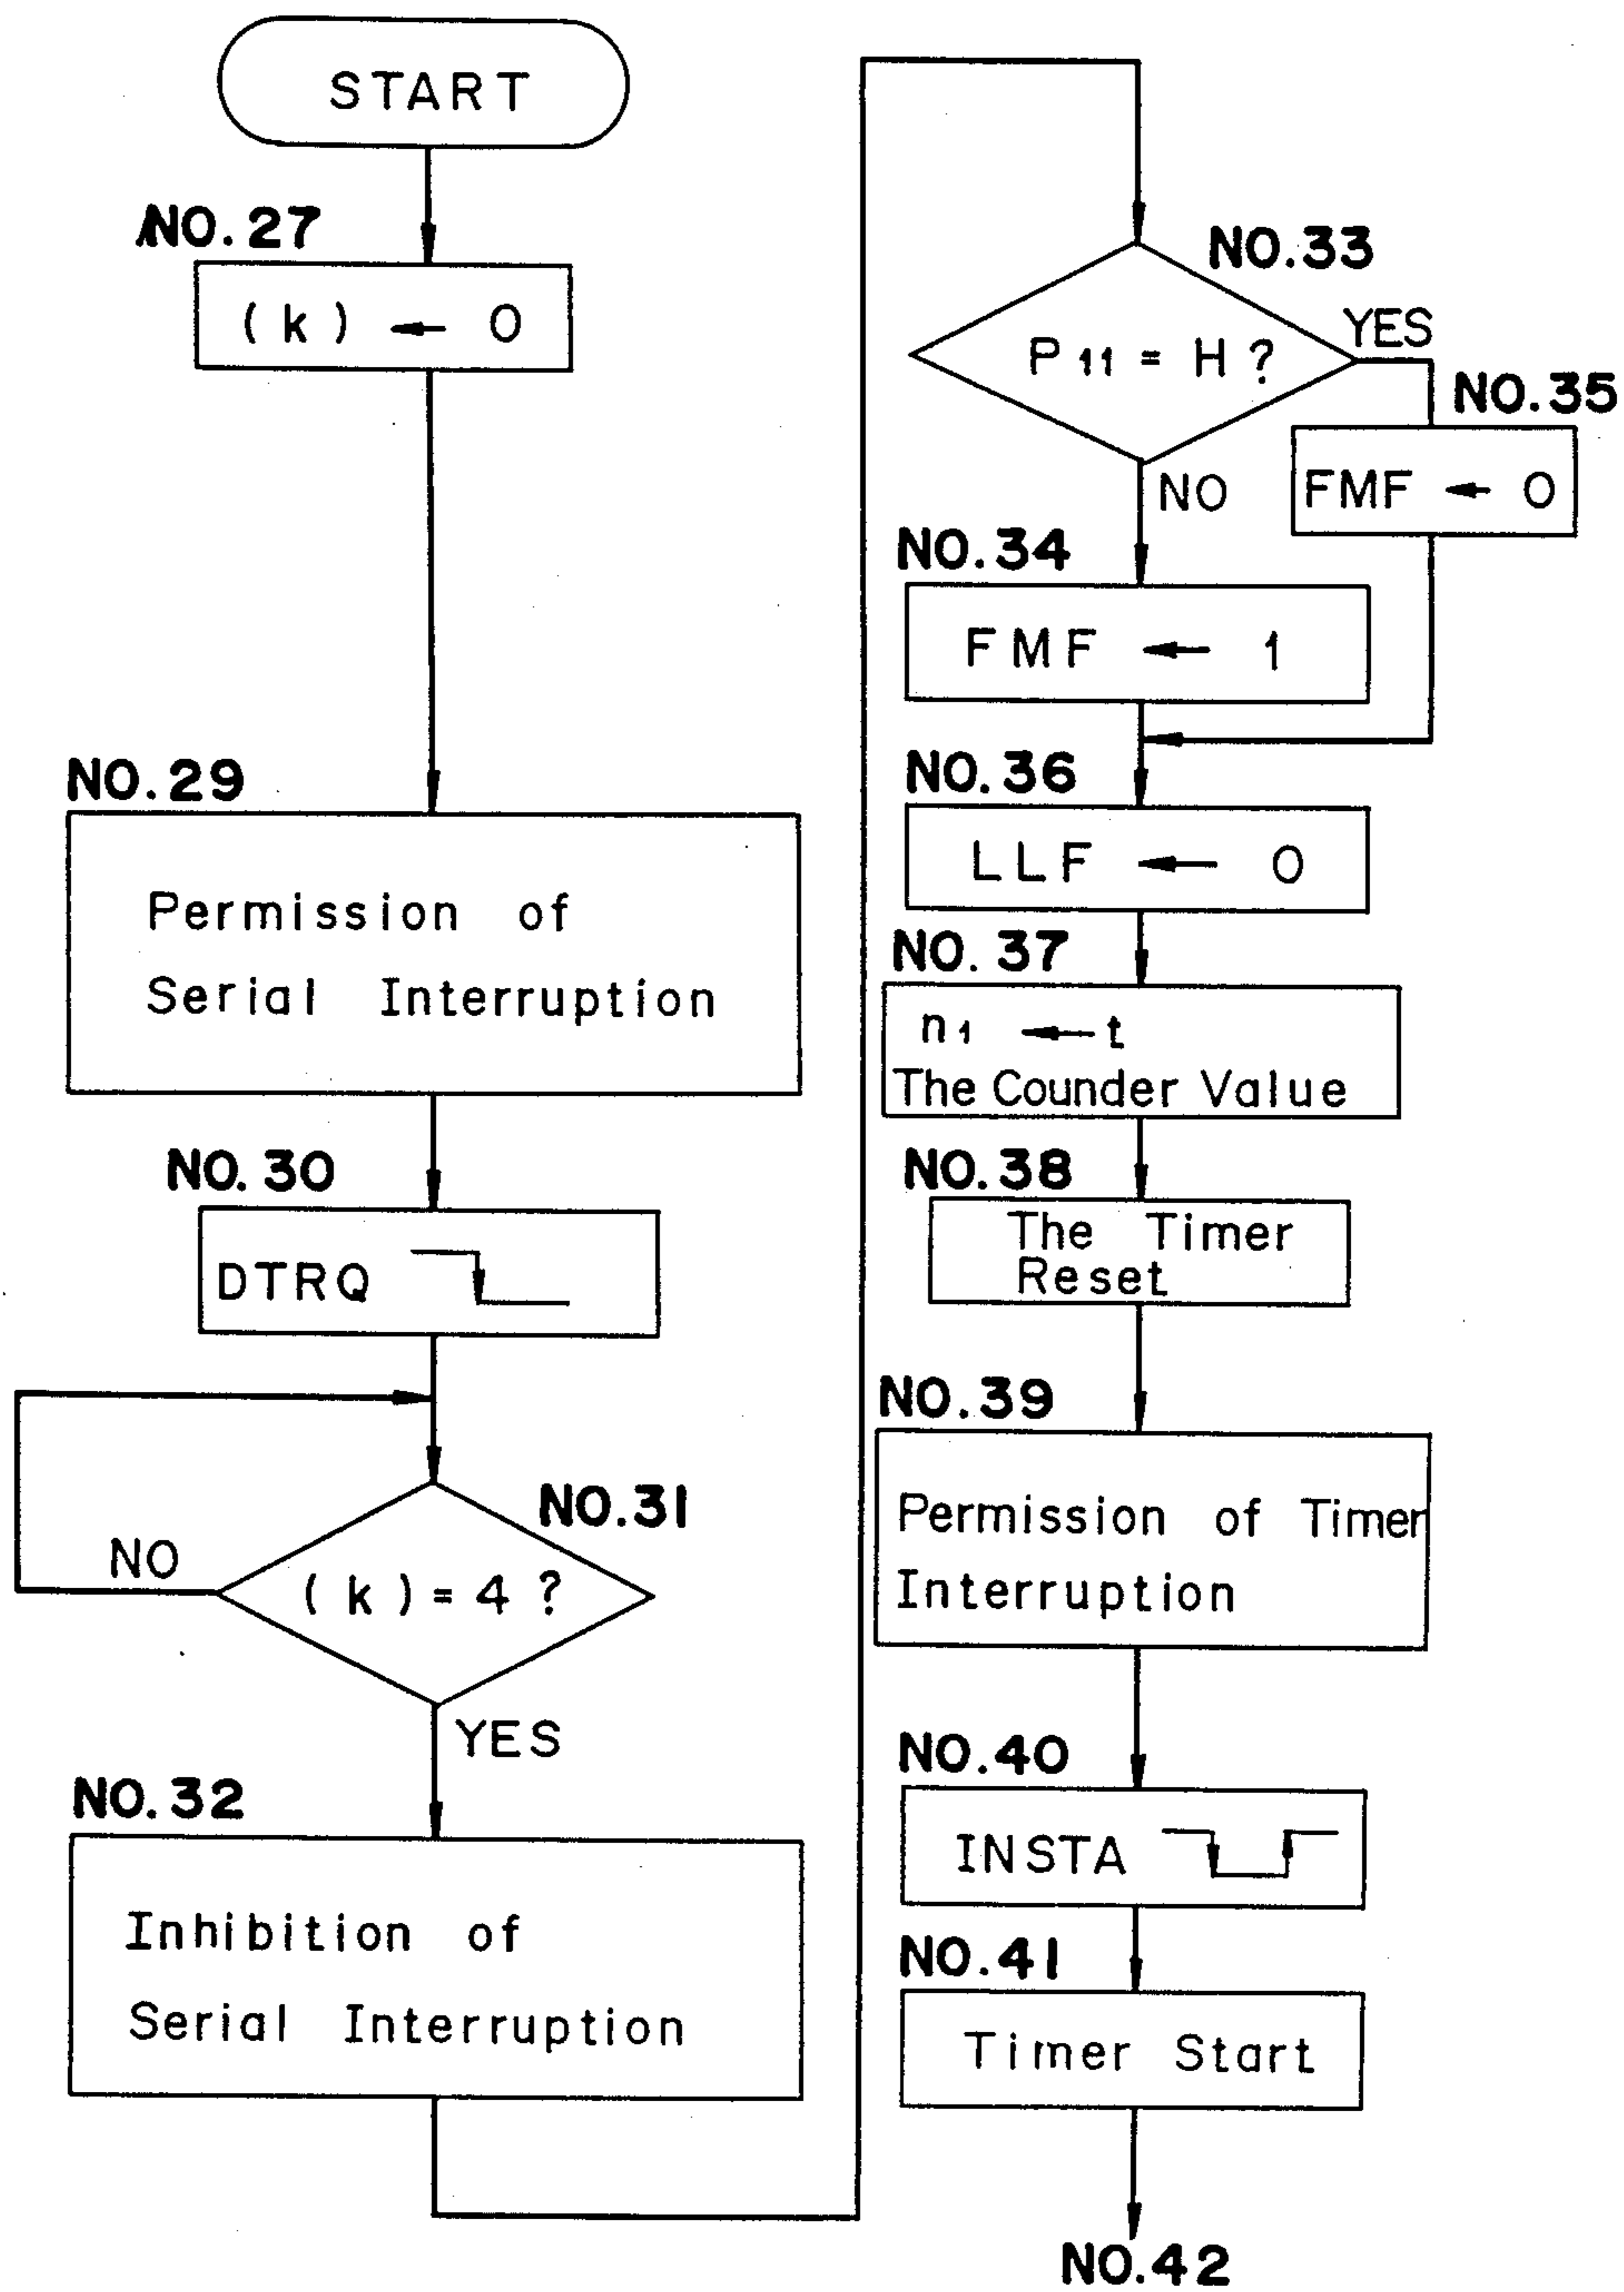 START
NO.27
(k) ← 0
NO.29
Permission of
Serial Interruption
NO.30
DTRQ
NO.31
(k)=4?
NO
YES
NO.32
Inhibition of
Serial Interruption
NO.33
P11 = H?
YES
NO
NO.35
FMF ← 0
NO.34
FMF ← 1
NO.36
LLF ← 0
NO.37
n1 ← t
The Counder Value
NO.38
The Timer
Reset
NO.39
Permission of Timer
Interruption
NO.40
INSTA
NO.41
Timer Start
NO.42